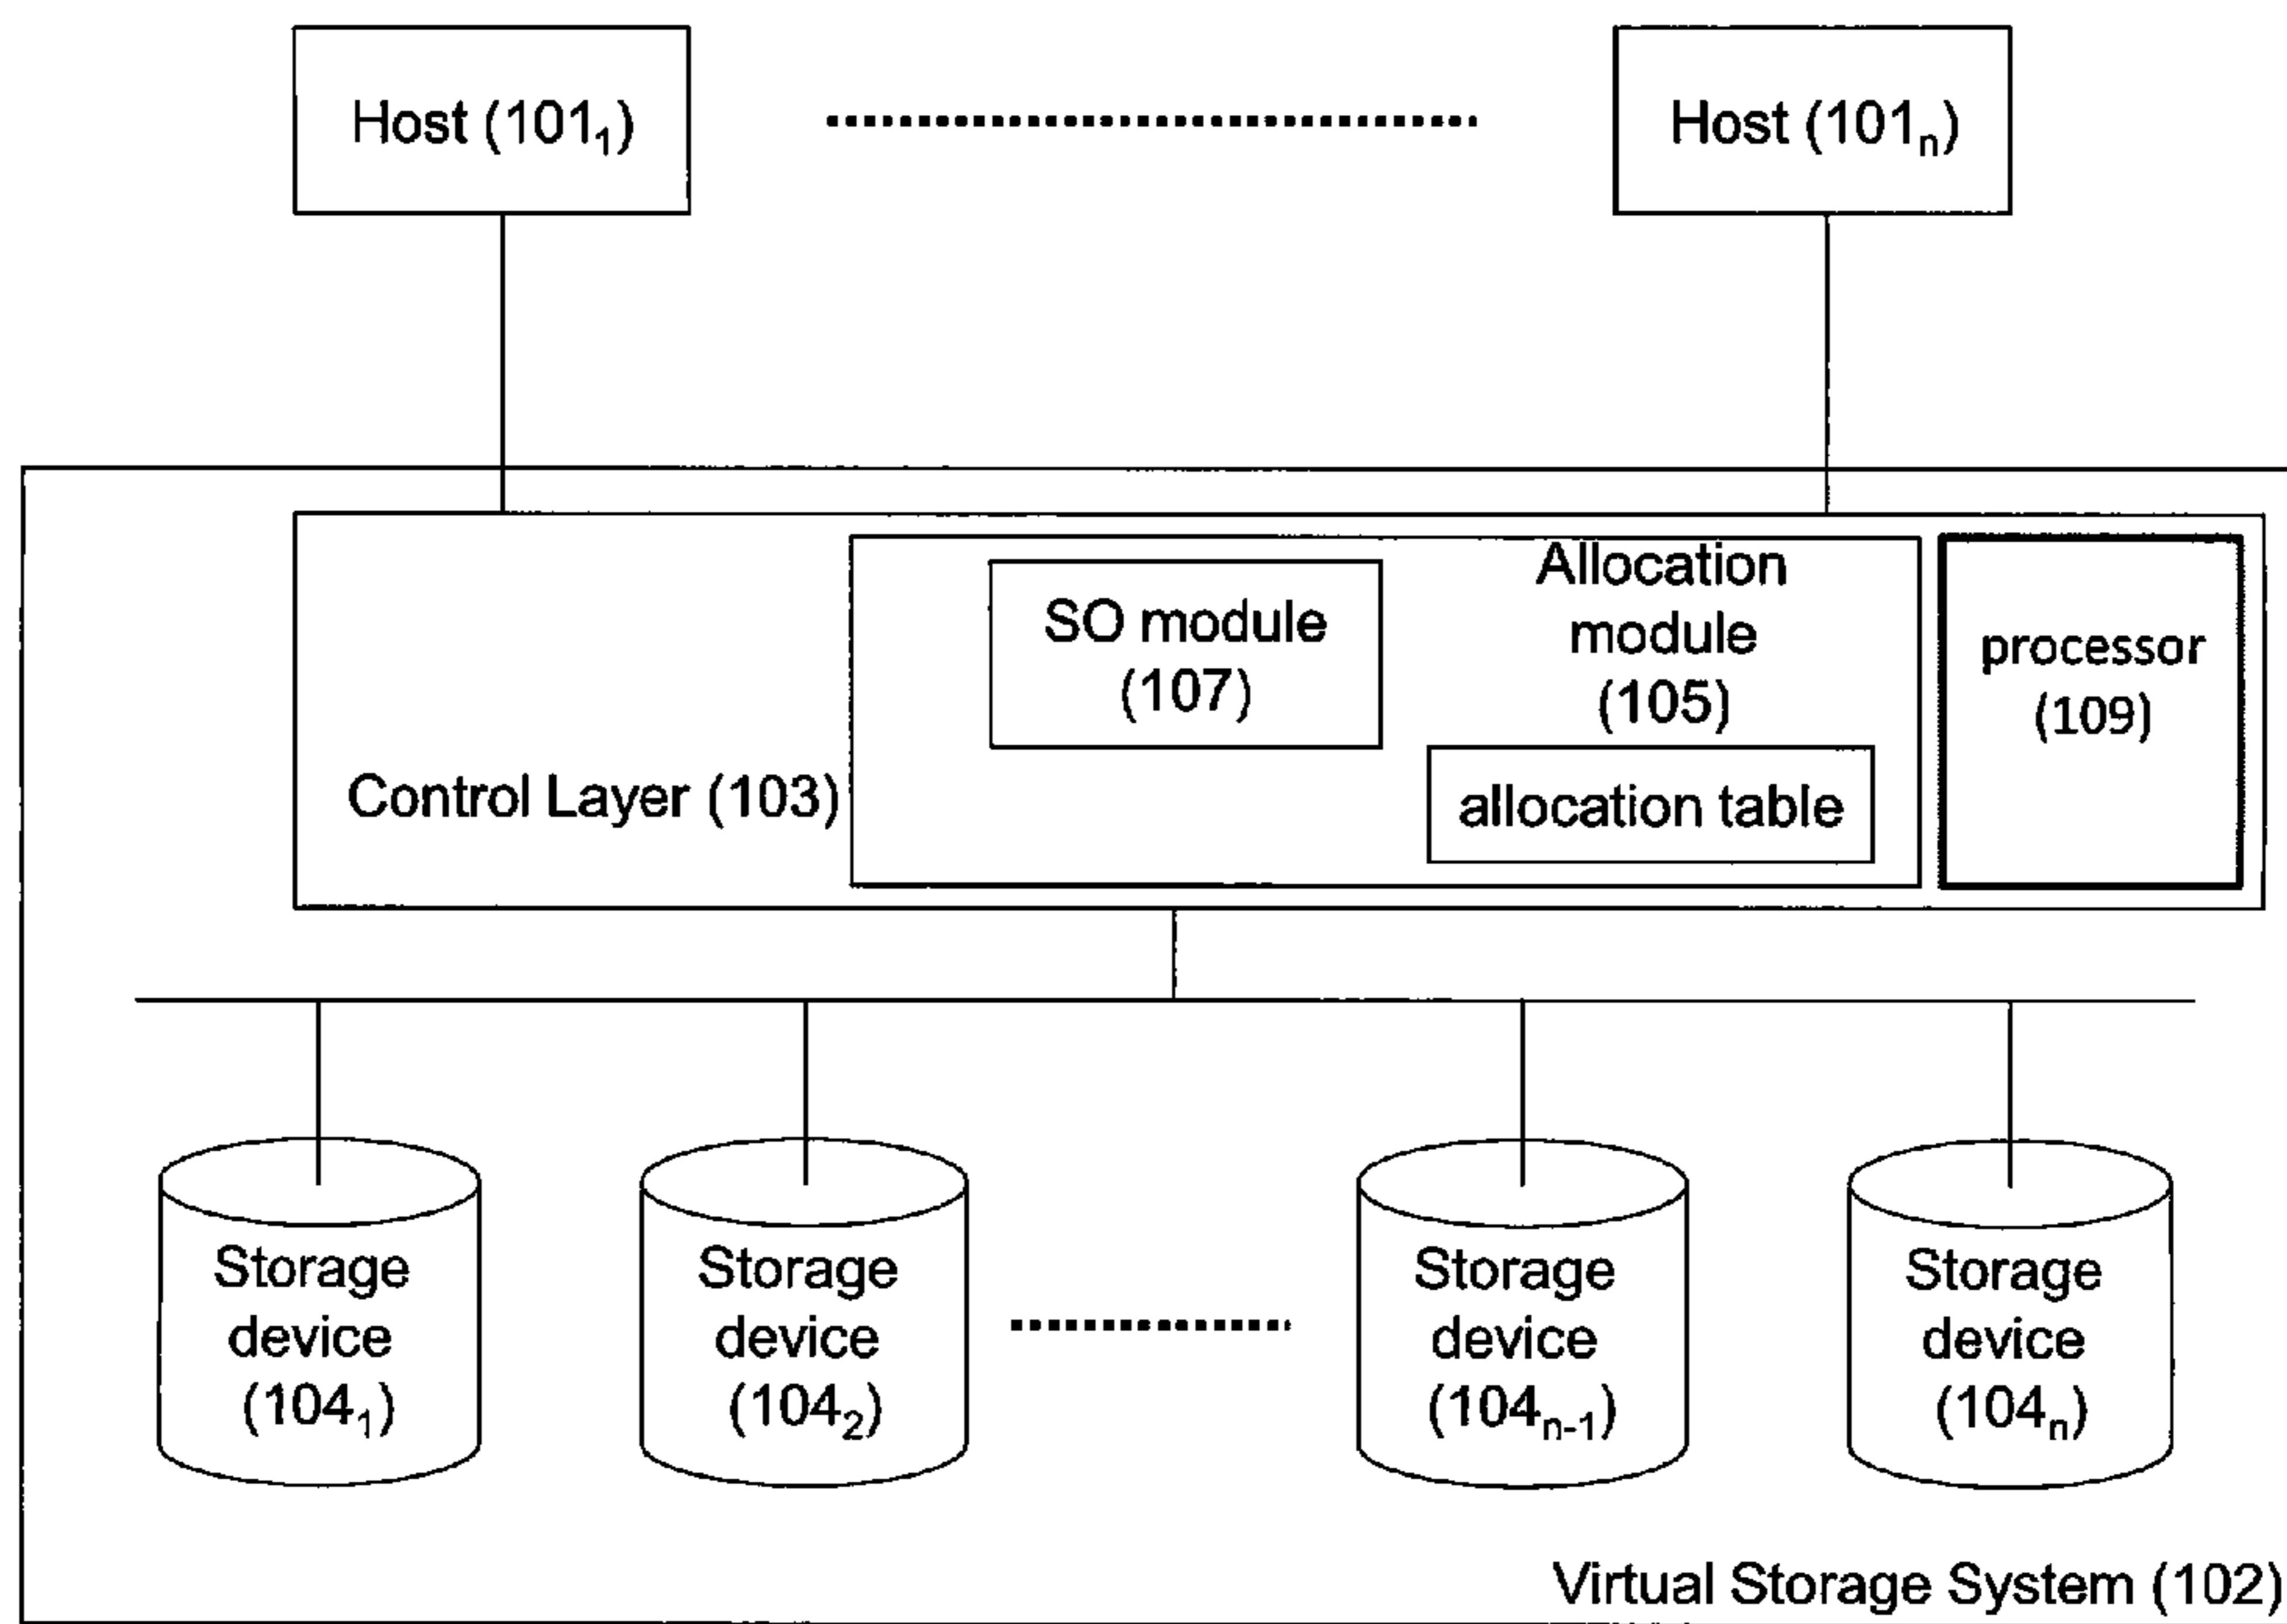 Host (101₁)
Host (101ₙ)
SO module
(107)
Allocation
module
(105)
allocation table
processor
(109)
Control Layer (103)
Storage
device
(104₁)
Storage
device
(104₂)
Storage
device
(104ₙ₋₁)
Storage
device
(104ₙ)
Virtual Storage System (102)